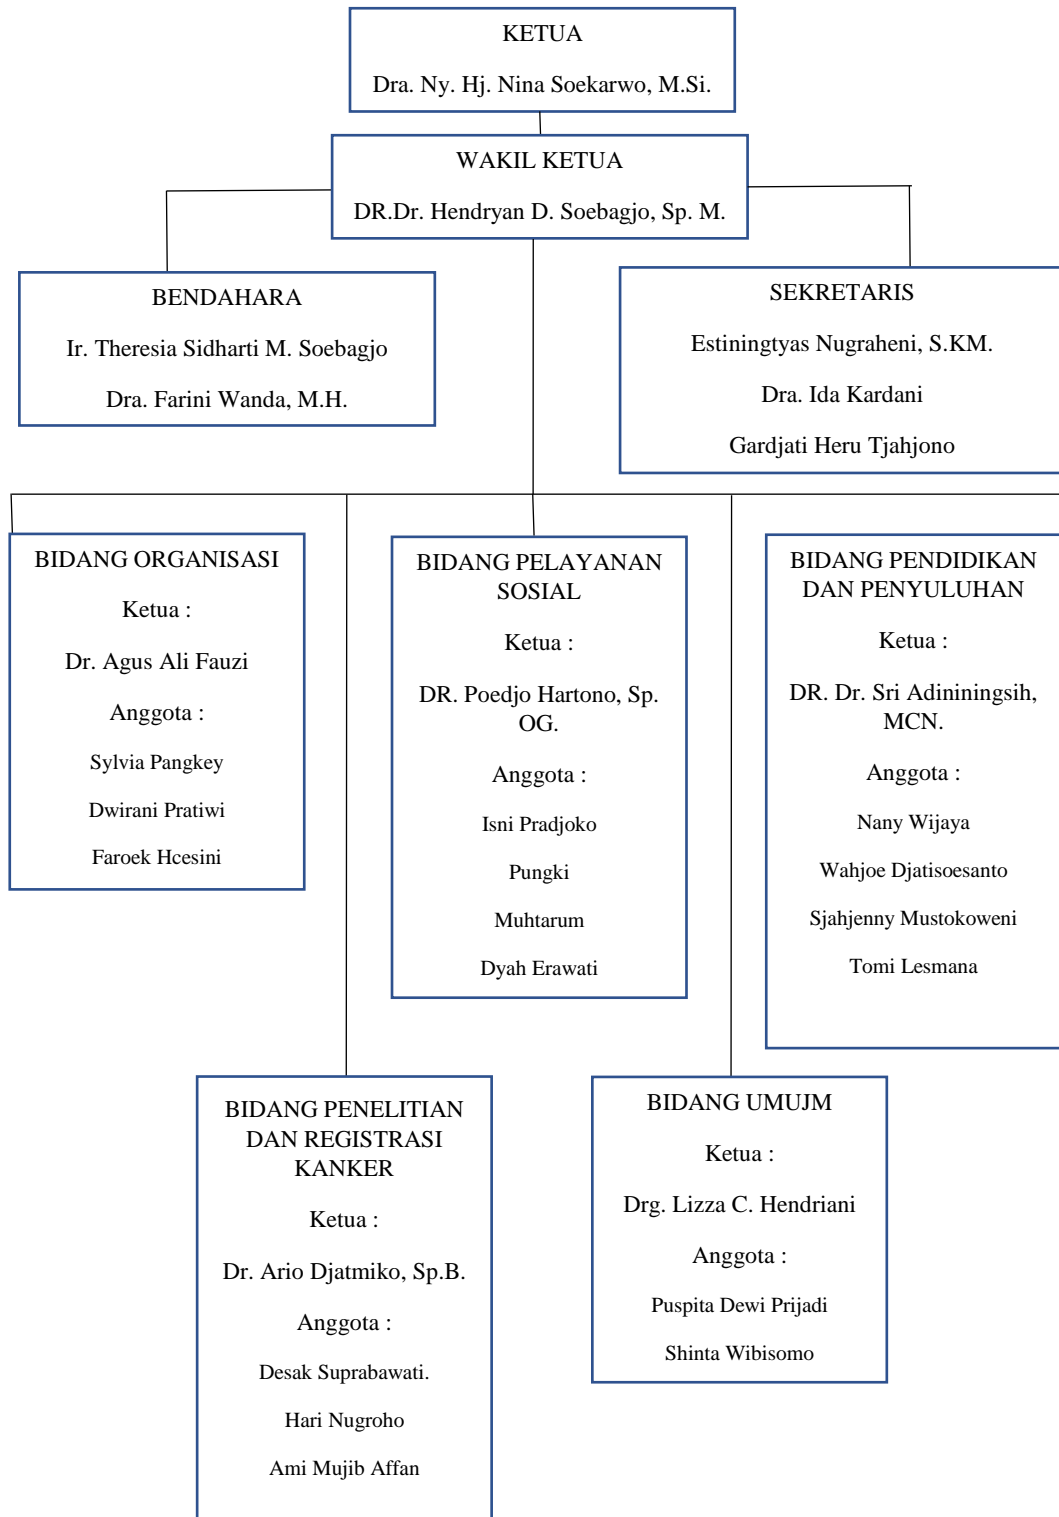 KETUA
Dra. Ny. Hj. Nina Soekarwo, M.Si.
WAKIL KETUA
DR.Dr. Hendryan D. Soebagjo, Sp. M.
BENDAHARA
Ir. Theresia Sidharti M. Soebagjo
Dra. Farini Wanda, M.H.
SEKRETARIS
Estiningtyas Nugraheni, S.KM.
Dra. Ida Kardani
Gardjati Heru Tjahjono
BIDANG ORGANISASI
Ketua :
Dr. Agus Ali Fauzi
Anggota :
Sylvia Pangkey
Dwirani Pratiwi
Faroek Hcesini
BIDANG PELAYANAN
SOSIAL
Ketua :
DR. Poedjo Hartono, Sp.
OG.
Anggota :
Isni Pradjoko
Pungki
Muhtarum
Dyah Erawati
BIDANG PENDIDIKAN
DAN PENYULUHAN
Ketua :
DR. Dr. Sri Adininingsih,
MCN.
Anggota :
Nany Wijaya
Wahjoe Djatisoesanto
Sjahjenny Mustokoweni
Tomi Lesmana
BIDANG PENELITIAN
DAN REGISTRASI
KANKER
Ketua :
Dr. Ario Djatmiko, Sp.B.
Anggota :
Desak Suprabawati.
Hari Nugroho
Ami Mujib Affan
BIDANG UMUJM
Ketua :
Drg. Lizza C. Hendriani
Anggota :
Puspita Dewi Prijadi
Shinta Wibisomo